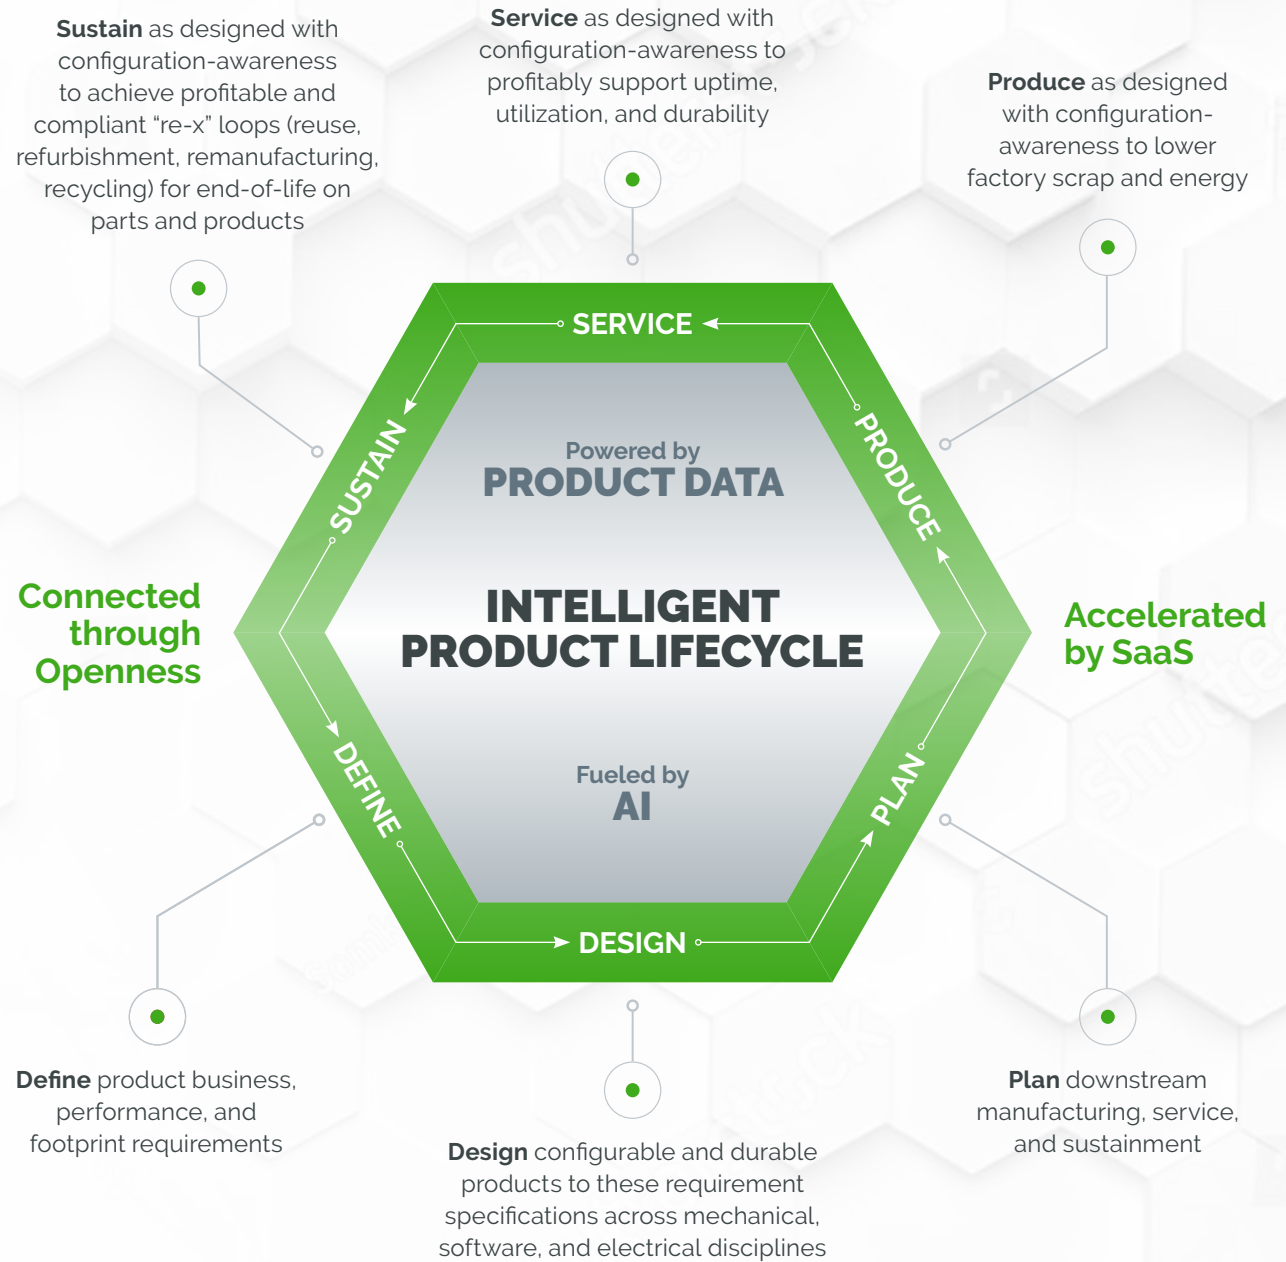 Sustain as designed with
configuration-awareness
to achieve profitable and
compliant “re-x” loops (reuse,
refurbishment, remanufacturing,
recycling) for end-of-life on
parts and products
Service as designed with
configuration-awareness to
profitably support uptime,
utilization, and durability
Produce as designed
with configuration-
awareness to lower
factory scrap and energy
SERVICE
SUSTAIN
PRODUCE
Powered by
PRODUCT DATA
INTELLIGENT
PRODUCT LIFECYCLE
Fueled by
AI
Connected
through
Openness
Accelerated
by SaaS
DEFINE
PLAN
DESIGN
Define product business,
performance, and
footprint requirements
Design configurable and durable
products to these requirement
specifications across mechanical,
software, and electrical disciplines
Plan downstream
manufacturing, service,
and sustainment